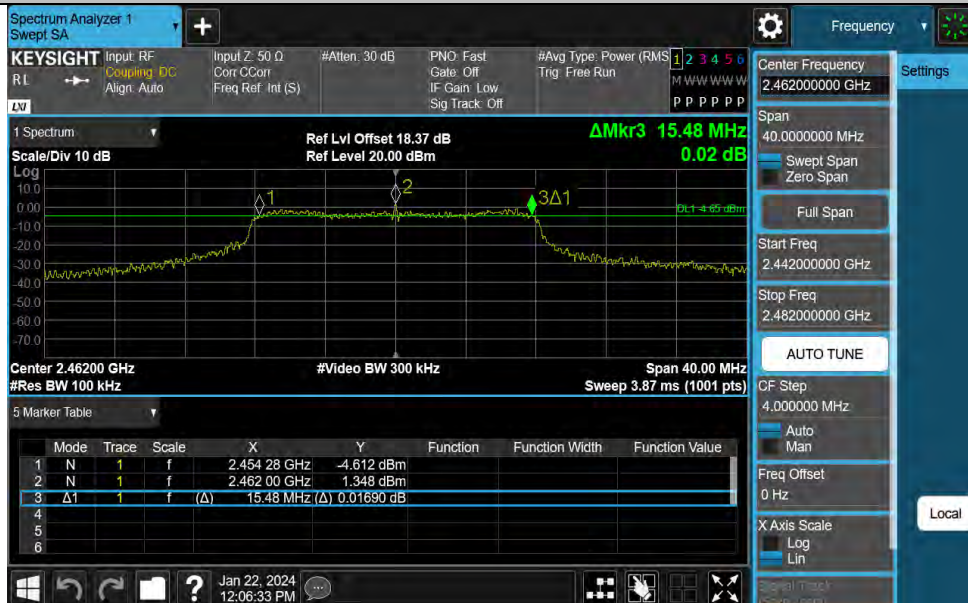 Spectrum Analyzer 1
Swept SA
+
Frequency
KEYSIGHT
RL
LXI
Input: RF
Coupling: DC
Align: Auto
Input Z: 50 Ω
Corr CCorr
Freq Ref: Int (S)
#Atten: 30 dB
PNO: Fast
Gate: Off
IF Gain: Low
Sig Track: Off
#Avg Type: Power (RMS
Trig: Free Run
1 2 3 4 5 6
M W W W W W
P P P P P P
1 Spectrum
Scale/Div 10 dB
Ref Lvl Offset 18.37 dB
Ref Level 20.00 dBm
ΔMkr3 15.48 MHz
0.02 dB
Log
10.0
0.00
-10.0
-20.0
-30.0
-40.0
-50.0
-60.0
-70.0
1
2
3Δ1
DL1 -4.65 dBm
Center 2.46200 GHz
#Video BW 300 kHz
Span 40.00 MHz
#Res BW 100 kHz
Sweep 3.87 ms (1001 pts)
5 Marker Table
Mode Trace Scale X Y Function Function Width Function Value
1 N 1 f 2.454 28 GHz -4.612 dBm
2 N 1 f 2.462 00 GHz 1.348 dBm
3 Δ1 1 f (Δ) 15.48 MHz (Δ) 0.01690 dB
4
5
6
?
Jan 22, 2024
12:06:33 PM
Center Frequency
2.462000000 GHz
Span
40.0000000 MHz
Swept Span
Zero Span
Full Span
Start Freq
2.442000000 GHz
Stop Freq
2.482000000 GHz
AUTO TUNE
CF Step
4.000000 MHz
Auto
Man
Freq Offset
0 Hz
X Axis Scale
Log
Lin
Signal Track
Settings
Local